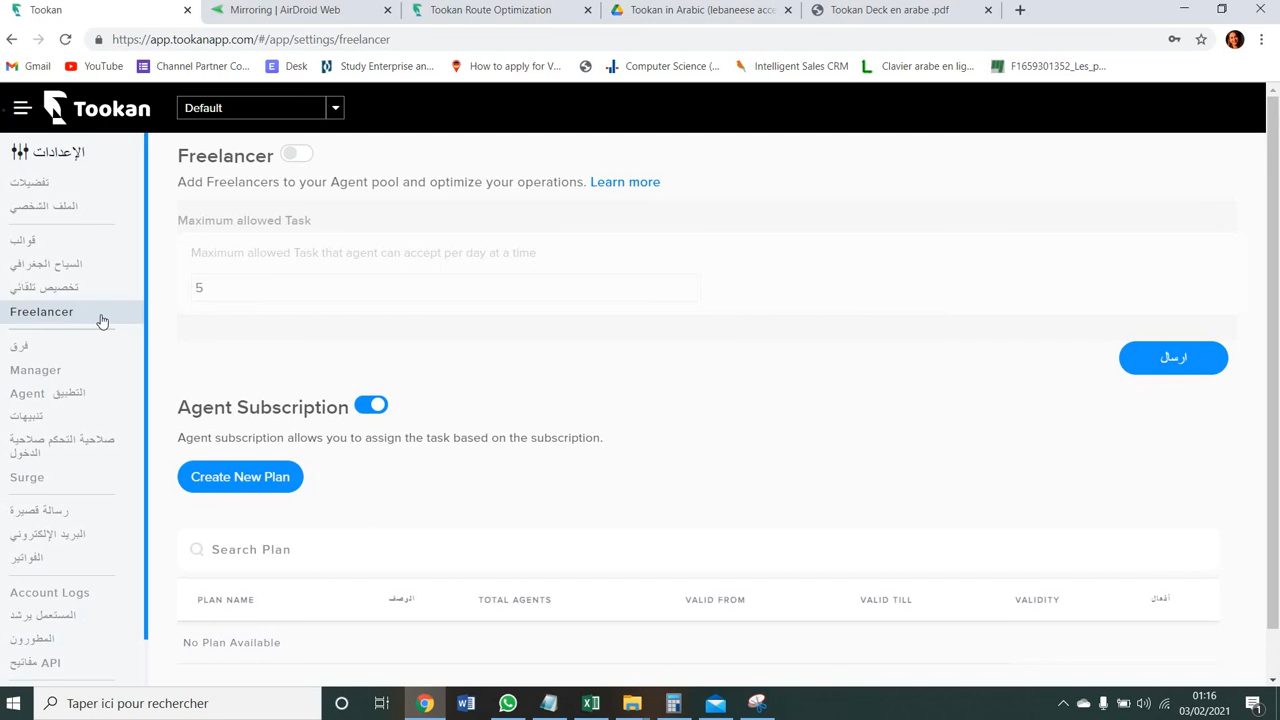 Tookan
Mirroring | AirDroid Web
Tookan Route Optimization
Tookan in Arabic (lebaneese acce
Tookan Deck en arabe .pdf
https://app.tookanapp.com/#/app/settings/freelancer
Gmail
YouTube
Channel Partner Co...
Desk
Study Enterprise an...
How to apply for V...
Computer Science (...
Intelligent Sales CRM
Clavier arabe en lig...
F1659301352_Les_p...
Tookan
Default
الإعدادات
تفضيلات
الملف الشخصي
قوالب
السياح الجغرافي
تخصيص تلقائي
Freelancer
فرق
Manager
Agent التطبيق
تنبيهات
صلاحية التحكم صلاحية
الدخول
Surge
رسالة قصيرة
البريد الإلكتروني
الفواتير
Account Logs
المستعمل يرشد
المطورون
API مفاتيح
Freelancer
Add Freelancers to your Agent pool and optimize your operations. Learn more
Maximum allowed Task
Maximum allowed Task that agent can accept per day at a time
5
ارسال
Agent Subscription
Agent subscription allows you to assign the task based on the subscription.
Create New Plan
Search Plan
PLAN NAME
الوصف
TOTAL AGENTS
VALID FROM
VALID TILL
VALIDITY
أفعال
No Plan Available
Taper ici pour rechercher
01:16
03/02/2021
1